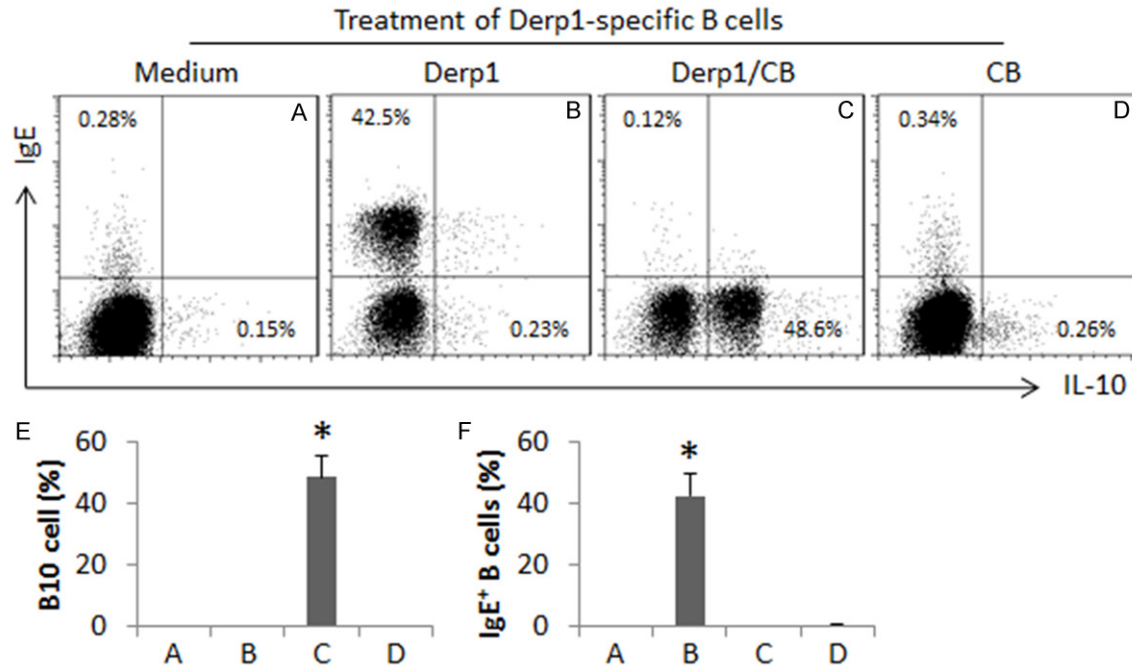 Treatment of Derp1-specific B cells
Medium Derp1 Derp1/CB CB
A B C D
0.28% 42.5% 0.12% 0.34%
IgE
0.15% 0.23% 48.6% 0.26%
IL-10
E
B10 cell (%)
60
40
20
0
*
A B C D
F
IgE+ B cells (%)
60
40
20
0
*
A B C D